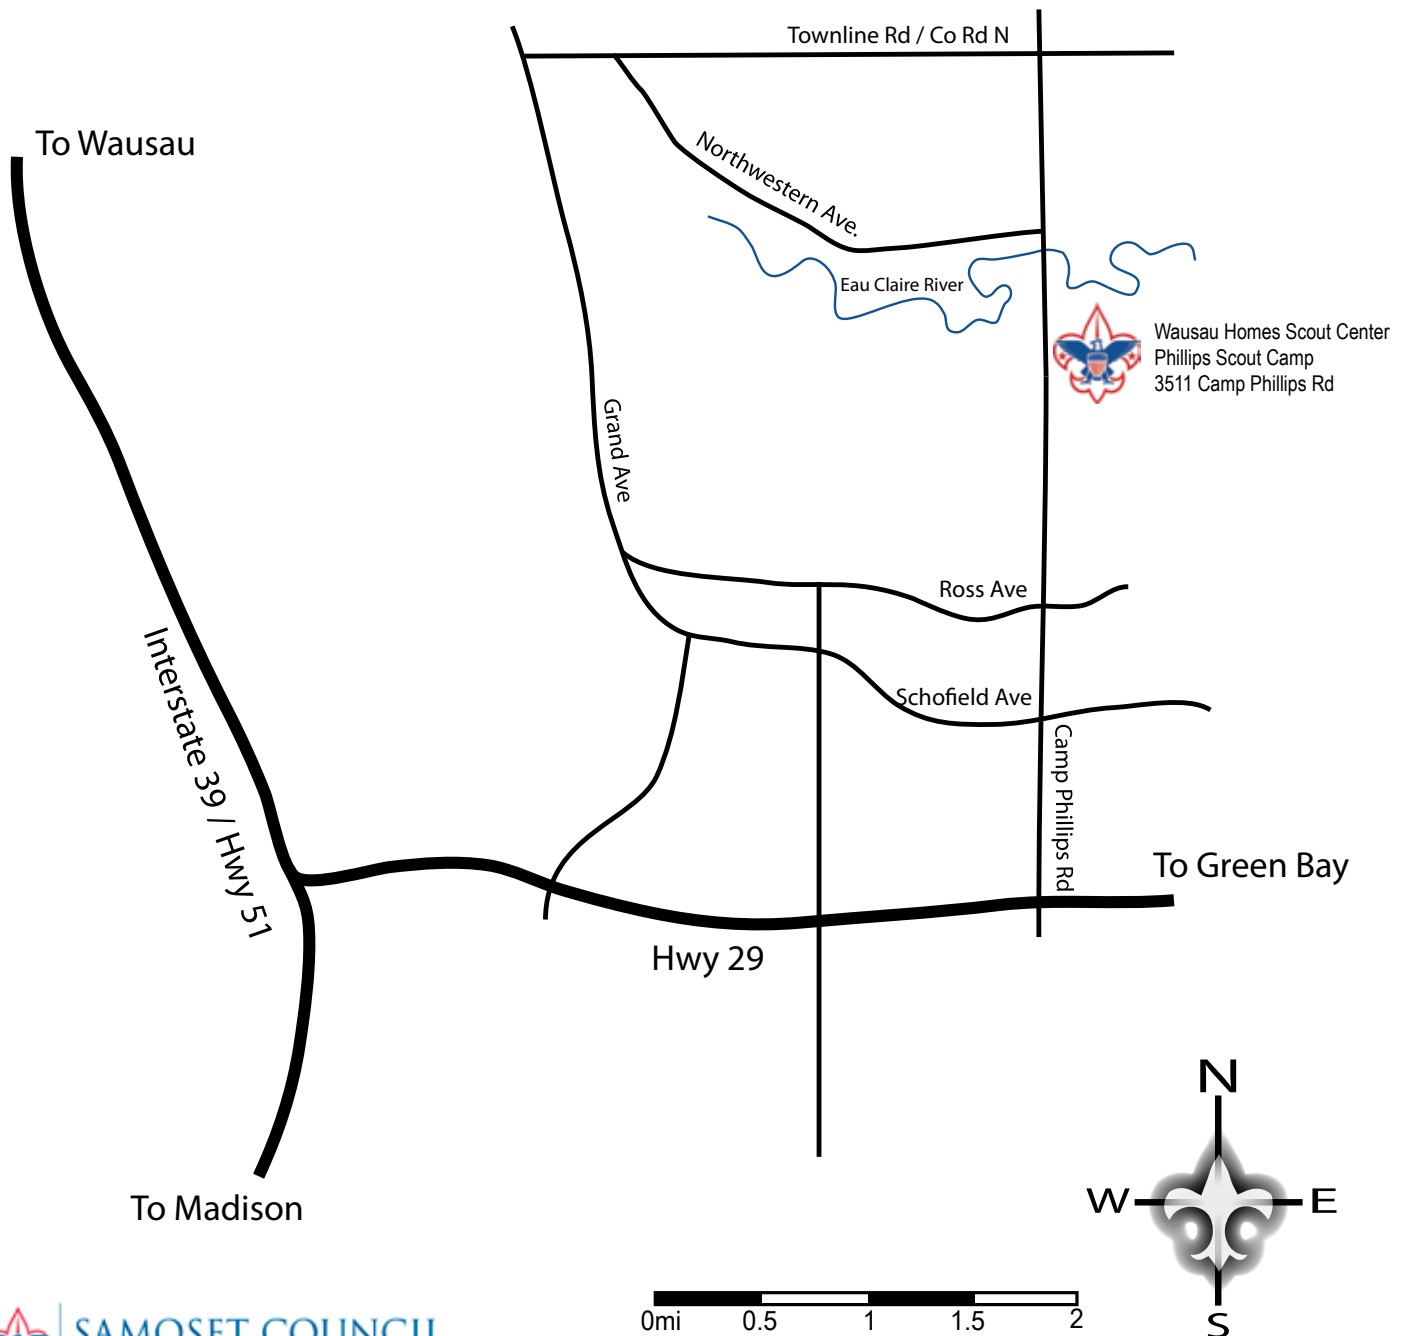 Townline Rd / Co Rd N
To Wausau
Northwestern Ave.
Eau Claire River
Wausau Homes Scout Center
Phillips Scout Camp
3511 Camp Phillips Rd
Grand Ave
Ross Ave
Interstate 39 / Hwy 51
Schofield Ave
Camp Phillips Rd
To Green Bay
Hwy 29
N
W
E
S
To Madison
0mi 0.5 1 1.5 2
SAMOSET COUNCIL